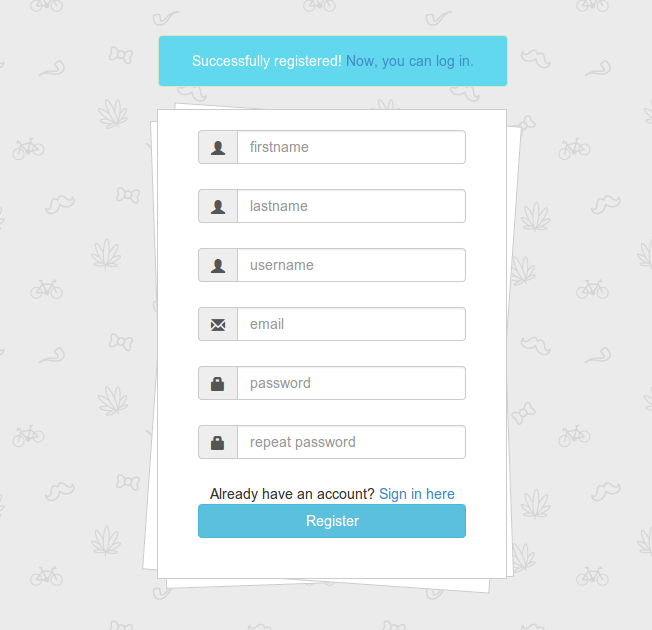 Successfully registered! Now, you can log in.
firstname
lastname
username
email
password
repeat password
Already have an account? Sign in here
Register